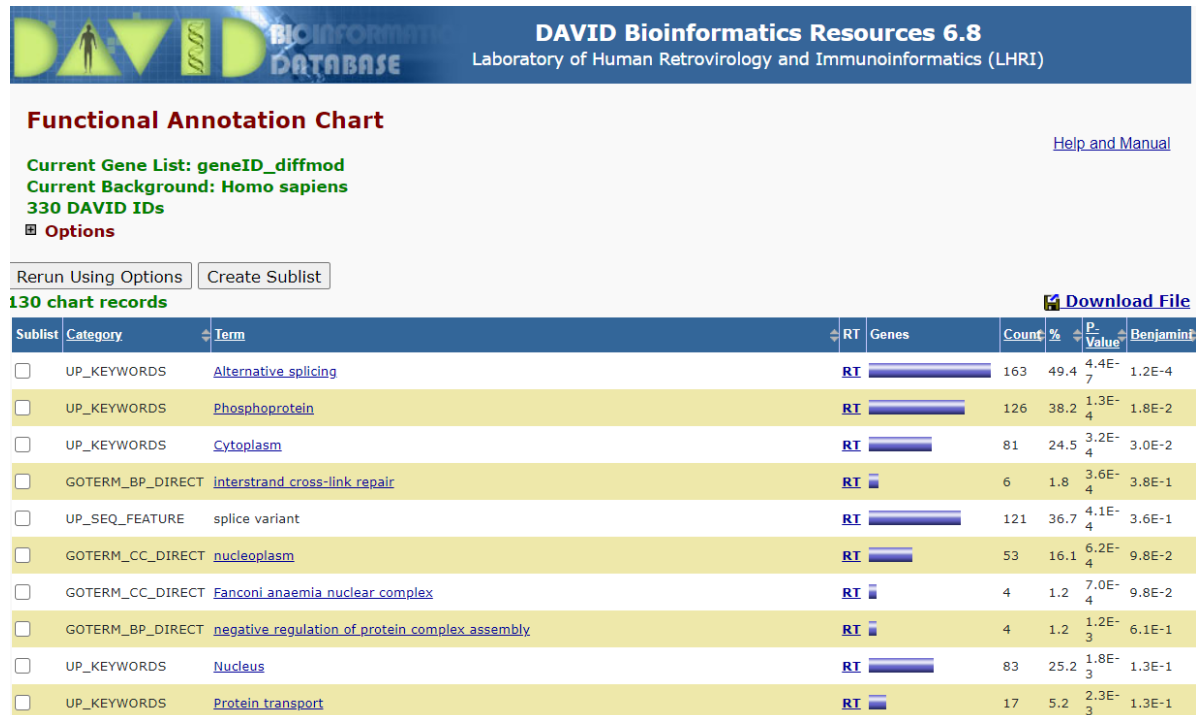 DAVID BIOINFORMATICS DATABASE
DAVID Bioinformatics Resources 6.8
Laboratory of Human Retrovirology and Immunoinformatics (LHRI)
Functional Annotation Chart
Help and Manual
Current Gene List: geneID_diffmod
Current Background: Homo sapiens
330 DAVID IDs
Options
Rerun Using Options Create Sublist
130 chart records Download File
Sublist Category Term RT Genes Count % P-Value Benjamini
UP_KEYWORDS Alternative splicing RT 163 49.4 4.4E-7 1.2E-4
UP_KEYWORDS Phosphoprotein RT 126 38.2 1.3E-4 1.8E-2
UP_KEYWORDS Cytoplasm RT 81 24.5 3.2E-4 3.0E-2
GOTERM_BP_DIRECT interstrand cross-link repair RT 6 1.8 3.6E-4 3.8E-1
UP_SEQ_FEATURE splice variant RT 121 36.7 4.1E-4 3.6E-1
GOTERM_CC_DIRECT nucleoplasm RT 53 16.1 6.2E-4 9.8E-2
GOTERM_CC_DIRECT Fanconi anaemia nuclear complex RT 4 1.2 7.0E-4 9.8E-2
GOTERM_BP_DIRECT negative regulation of protein complex assembly RT 4 1.2 1.2E-3 6.1E-1
UP_KEYWORDS Nucleus RT 83 25.2 1.8E-3 1.3E-1
UP_KEYWORDS Protein transport RT 17 5.2 2.3E-3 1.3E-1